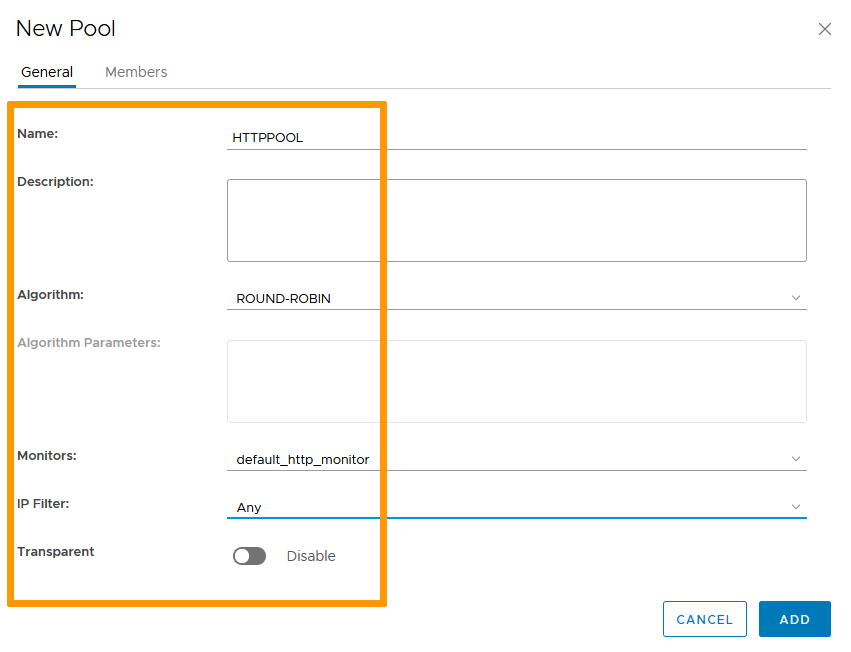 New Pool
General Members
Name: HTTPPOOL
Description:
Algorithm: ROUND-ROBIN
Algorithm Parameters:
Monitors: default_http_monitor
IP Filter: Any
Transparent Disable
CANCEL ADD